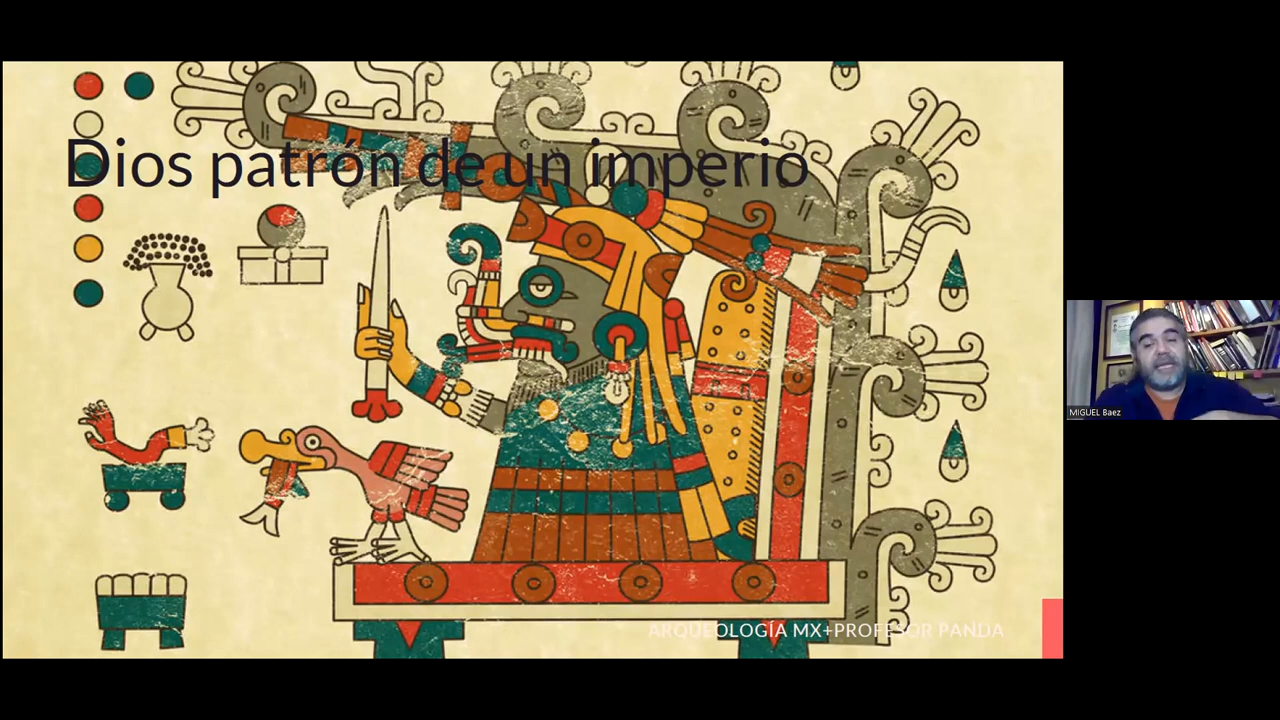 Dios patrón de un imperio
ARQUEOLOGÍA MX+PROFESOR PANDA
MIGUEL Baez